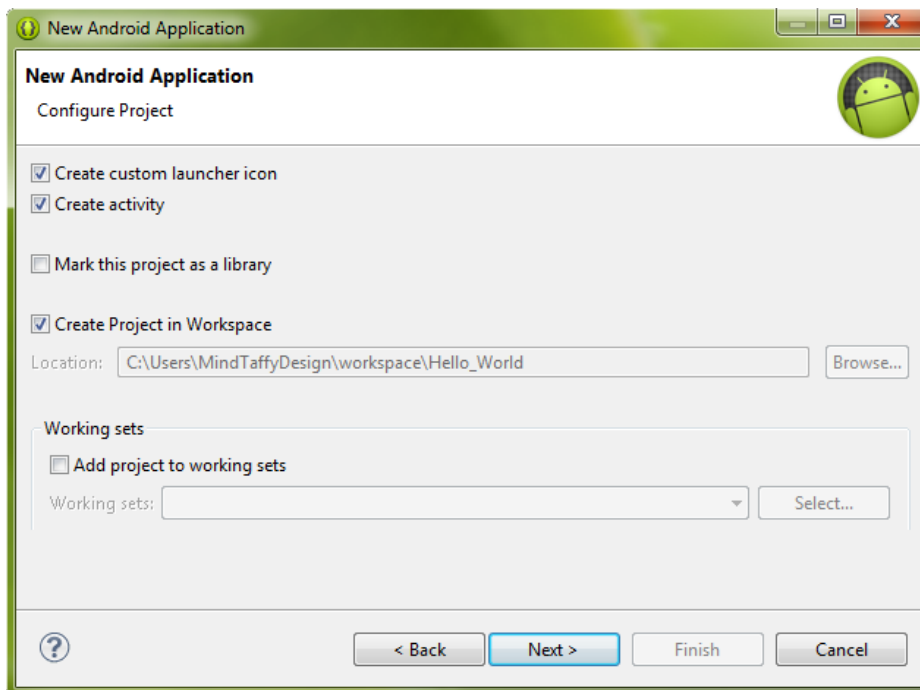 New Android Application
New Android Application
Configure Project
Create custom launcher icon
Create activity
Mark this project as a library
Create Project in Workspace
Location: C:\Users\MindTaffyDesign\workspace\Hello_World Browse...
Working sets
Add project to working sets
Working sets: Select...
? < Back Next > Finish Cancel